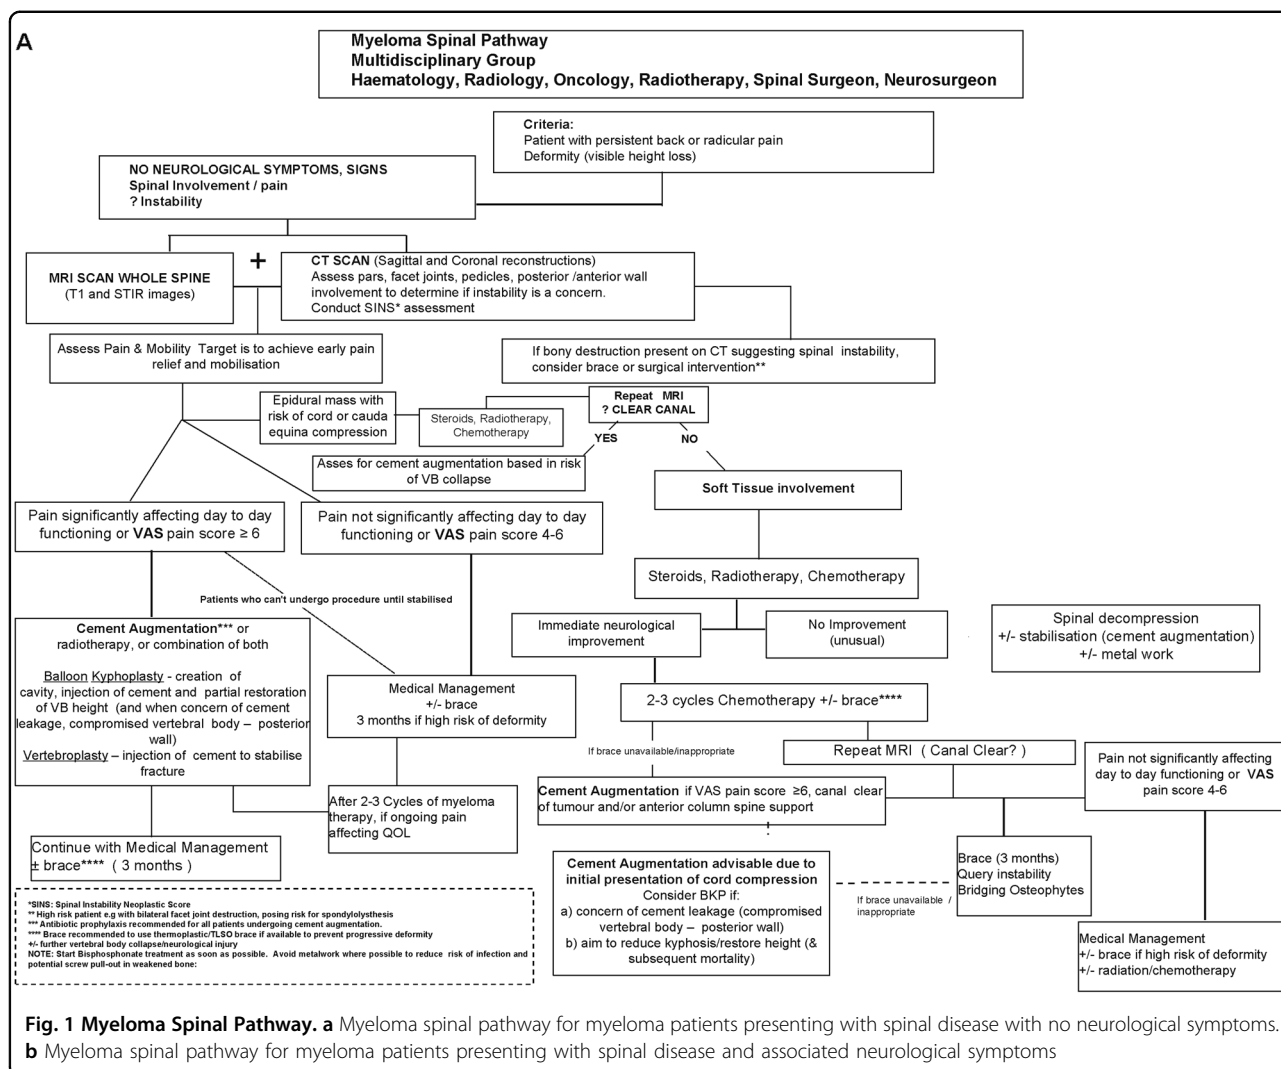 A
Myeloma Spinal Pathway
Multidisciplinary Group
Haematology, Radiology, Oncology, Radiotherapy, Spinal Surgeon, Neurosurgeon
Criteria:
Patient with persistent back or radicular pain
Deformity (visible height loss)
NO NEUROLOGICAL SYMPTOMS, SIGNS
Spinal Involvement / pain
? Instability
MRI SCAN WHOLE SPINE
(T1 and STIR images)
+
CT SCAN (Sagittal and Coronal reconstructions)
Assess pars, facet joints, pedicles, posterior /anterior wall
involvement to determine if instability is a concern.
Conduct SINS* assessment
Assess Pain & Mobility Target is to achieve early pain
relief and mobilisation
If bony destruction present on CT suggesting spinal instability,
consider brace or surgical intervention**
Epidural mass with
risk of cord or cauda
equina compression
Steroids, Radiotherapy,
Chemotherapy
Repeat MRI
? CLEAR CANAL
YES
NO
Asses for cement augmentation based in risk
of VB collapse
Soft Tissue involvement
Pain significantly affecting day to day
functioning or VAS pain score ≥ 6
Pain not significantly affecting day to day
functioning or VAS pain score 4-6
Steroids, Radiotherapy, Chemotherapy
Patients who can't undergo procedure until stabilised
Cement Augmentation*** or
radiotherapy, or combination of both
Balloon Kyphoplasty - creation of
cavity, injection of cement and partial restoration
of VB height (and when concern of cement
leakage, compromised vertebral body – posterior
wall)
Vertebroplasty – injection of cement to stabilise
fracture
Immediate neurological
improvement
No Improvement
(unusual)
Spinal decompression
+/- stabilisation (cement augmentation)
+/- metal work
Medical Management
+/- brace
3 months if high risk of deformity
2-3 cycles Chemotherapy +/- brace****
If brace unavailable/inappropriate
Repeat MRI ( Canal Clear? )
Pain not significantly affecting
day to day functioning or VAS
pain score 4-6
Cement Augmentation if VAS pain score ≥6, canal clear
of tumour and/or anterior column spine support
After 2-3 Cycles of myeloma
therapy, if ongoing pain
affecting QOL
Continue with Medical Management
± brace**** ( 3 months )
Cement Augmentation advisable due to
initial presentation of cord compression
Consider BKP if:
a) concern of cement leakage (compromised
vertebral body – posterior wall)
b) aim to reduce kyphosis/restore height (&
subsequent mortality)
If brace unavailable /
inappropriate
Brace (3 months)
Query instability
Bridging Osteophytes
Medical Management
+/- brace if high risk of deformity
+/- radiation/chemotherapy
*SINS: Spinal Instability Neoplastic Score
** High risk patient e.g with bilateral facet joint destruction, posing risk for spondylolysthesis
*** Antibiotic prophylaxis recommended for all patients undergoing cement augmentation.
**** Brace recommended to use thermoplastic/TLSO brace if available to prevent progressive deformity
+/- further vertebral body collapse/neurological injury
NOTE: Start Bisphosphonate treatment as soon as possible. Avoid metalwork where possible to reduce risk of infection and
potential screw pull-out in weakened bone:
Fig. 1 Myeloma Spinal Pathway. a Myeloma spinal pathway for myeloma patients presenting with spinal disease with no neurological symptoms.
b Myeloma spinal pathway for myeloma patients presenting with spinal disease and associated neurological symptoms